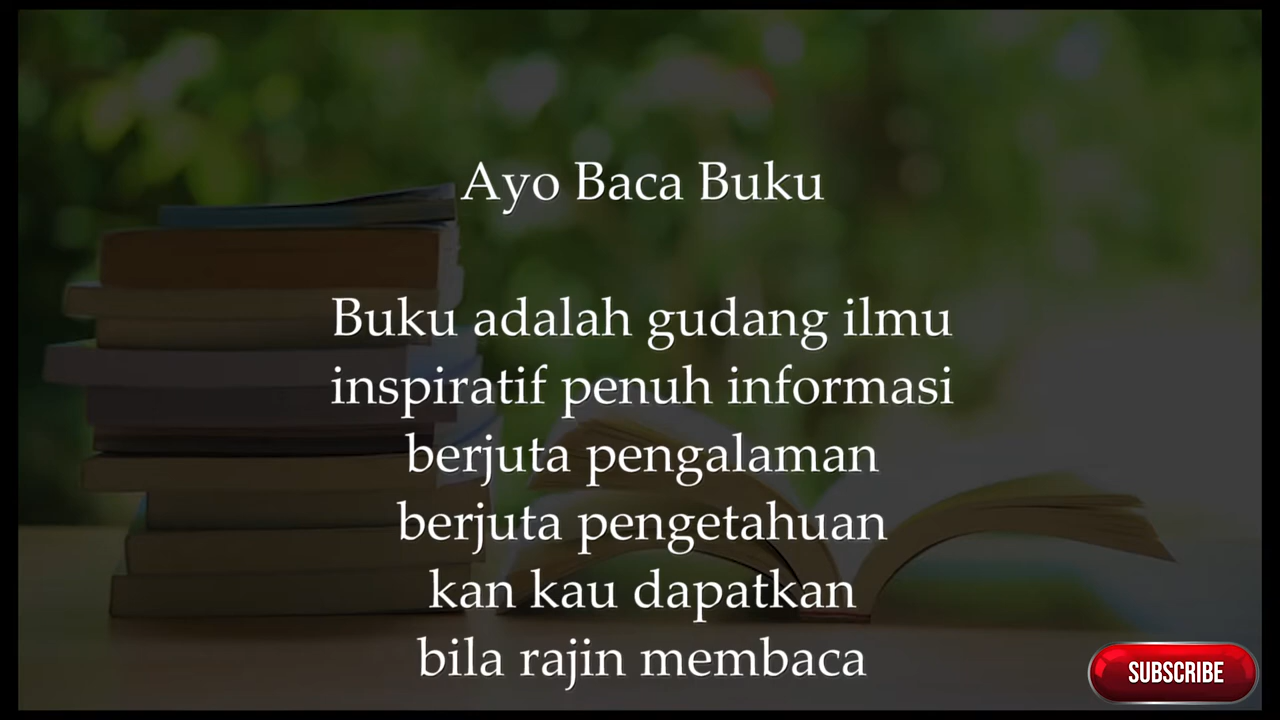 Ayo Baca Buku
Buku adalah gudang ilmu
inspiratif penuh informasi
berjuta pengalaman
berjuta pengetahuan
kan kau dapatkan
bila rajin membaca
SUBSCRIBE